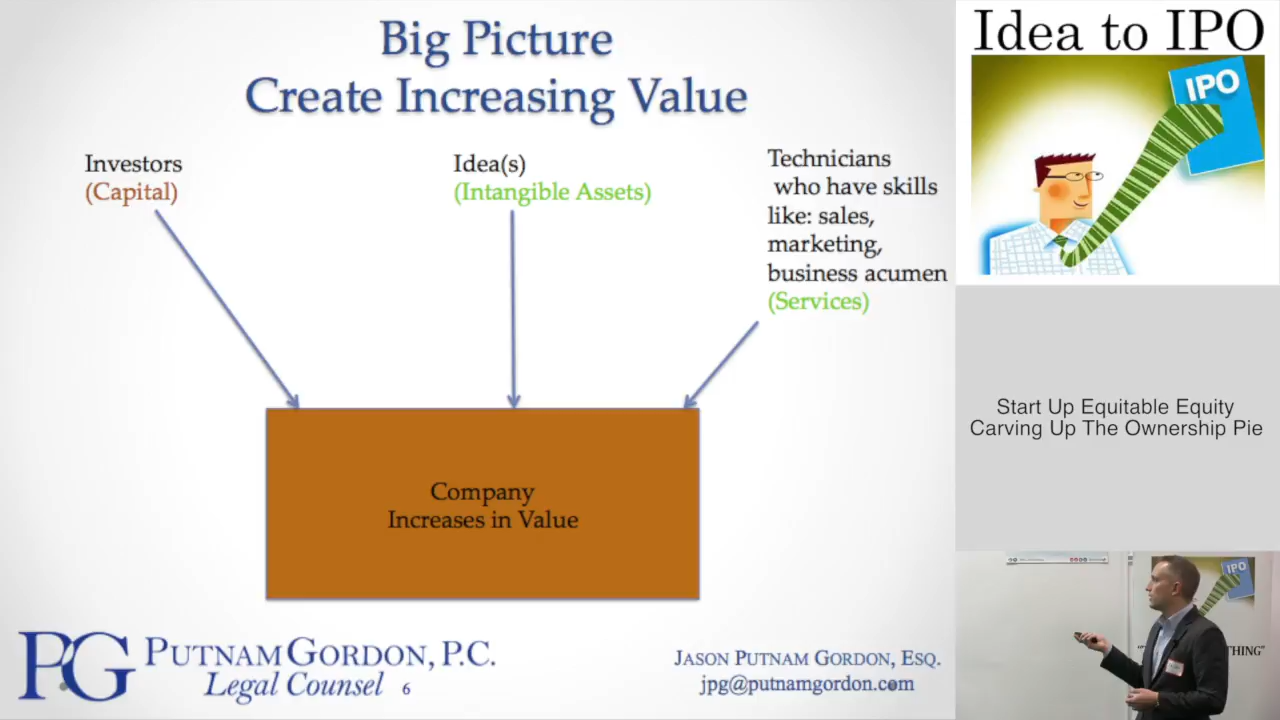 Big Picture
Create Increasing Value
Investors
(Capital)
Idea(s)
(Intangible Assets)
Technicians
who have skills
like: sales,
marketing,
business acumen
(Services)
Company
Increases in Value
PG
PUTNAM GORDON, P.C.
Legal Counsel
6
JASON PUTNAM GORDON, ESQ.
jpg@putnamgordon.com
Idea to IPO
IPO
Start Up Equitable Equity
Carving Up The Ownership Pie
IPO